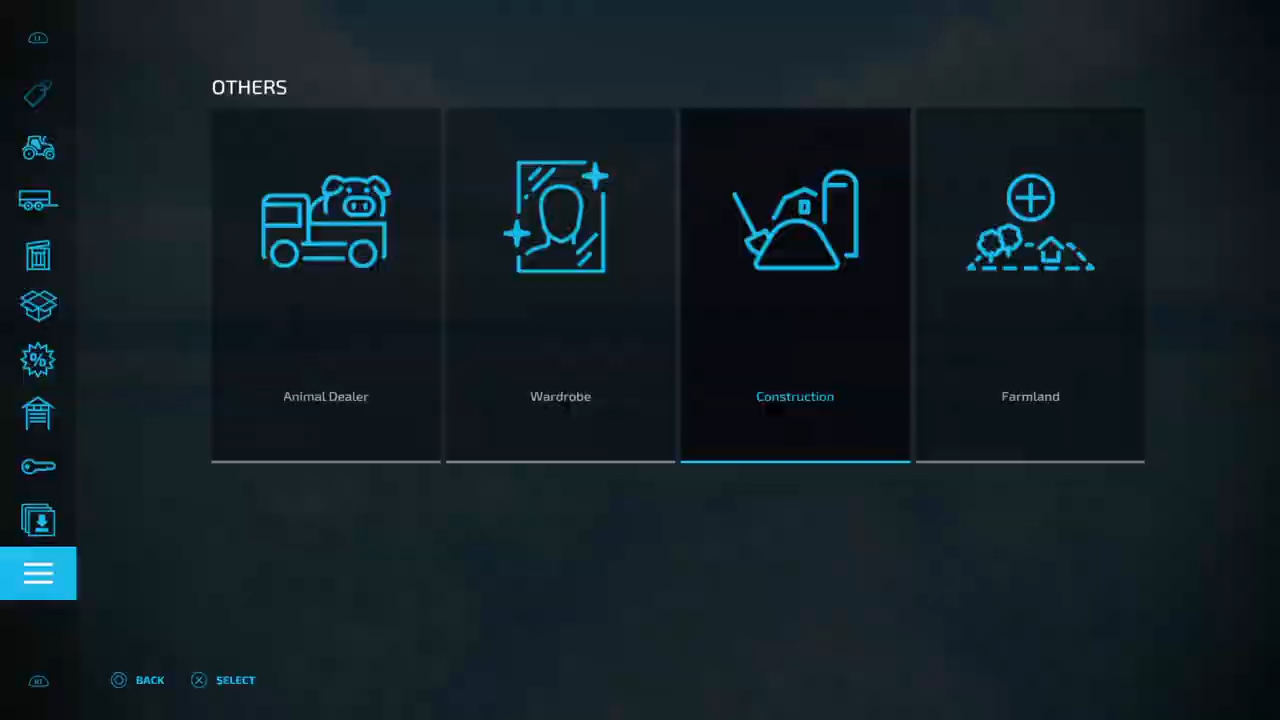 OTHERS
%
Animal Dealer
Wardrobe
Construction
Farmland
BACK
SELECT